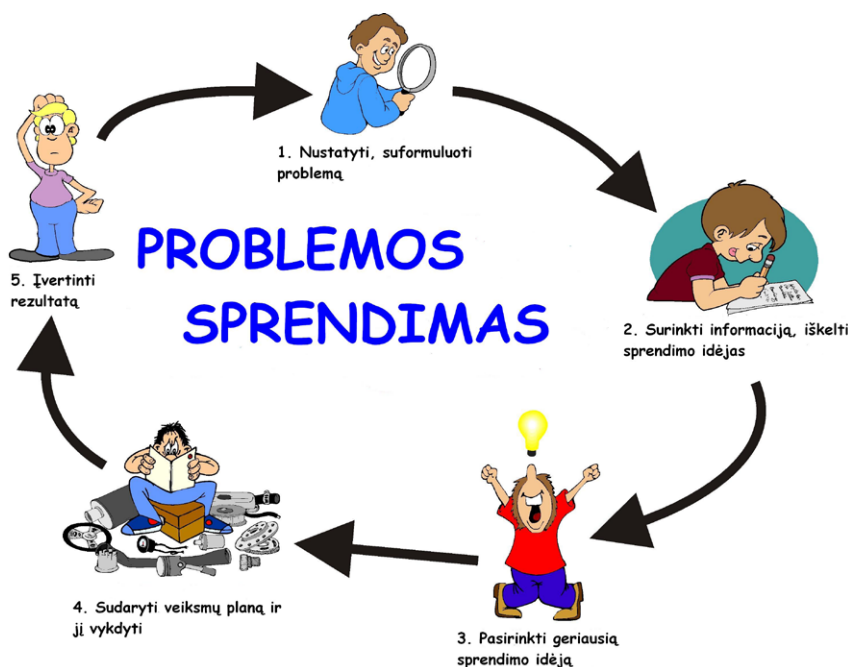 PROBLEMOS
SPRENDIMAS
1. Nustatyti, suformuluoti
problemą
2. Surinkti informaciją, iškelti
sprendimo idėjas
3. Pasirinkti geriausią
sprendimo idėją
4. Sudaryti veiksmų planą ir
jį vykdyti
5. Įvertinti
rezultatą